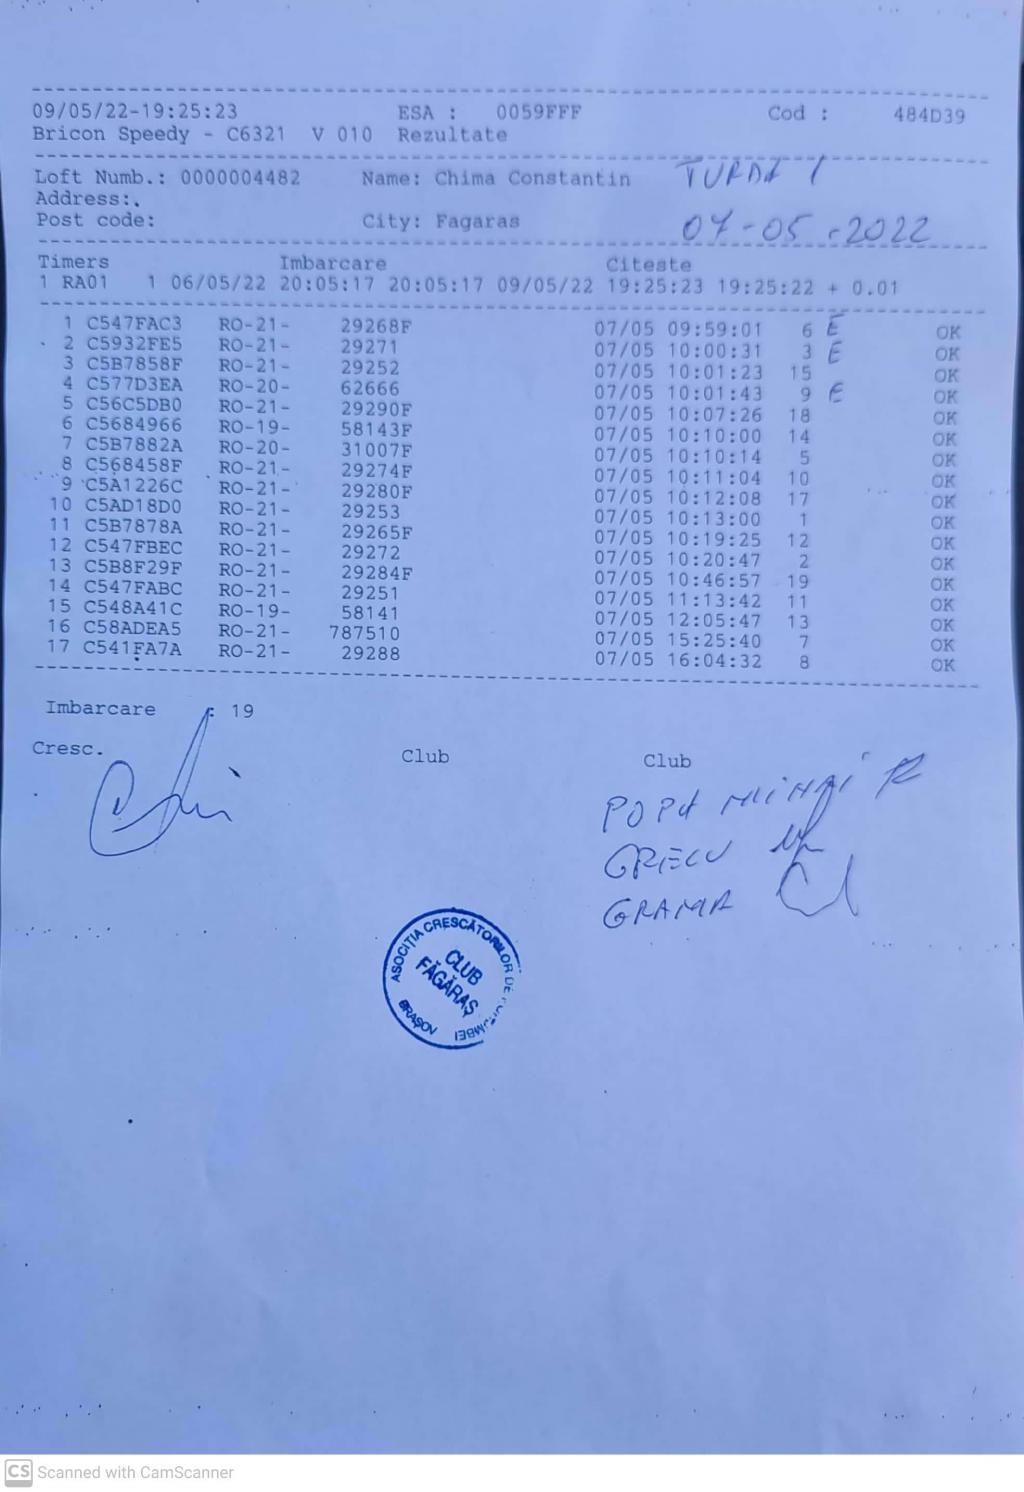 09/05/22-19:25:23 ESA : 0059FFF Cod : 484D39
Bricon Speedy - C6321 V 010 Rezultate
Loft Numb.: 0000004482 Name: Chima Constantin TURDA 1
Address:.
Post code: City: Fagaras 07-05.2022
Timers Imbarcare Citeste
1 RA01 1 06/05/22 20:05:17 20:05:17 09/05/22 19:25:23 19:25:22 + 0.01
1 C547FAC3 RO-21- 29268F 07/05 09:59:01 6 E OK
2 C5932FE5 RO-21- 29271 07/05 10:00:31 3 E OK
3 C5B7858F RO-21- 29252 07/05 10:01:23 15 OK
4 C577D3EA RO-20- 62666 07/05 10:01:43 9 E OK
5 C56C5DB0 RO-21- 29290F 07/05 10:07:26 18 OK
6 C5684966 RO-19- 58143F 07/05 10:10:00 14 OK
7 C5B7882A RO-20- 31007F 07/05 10:10:14 5 OK
8 C568458F RO-21- 29274F 07/05 10:11:04 10 OK
9 C5A1226C RO-21- 29280F 07/05 10:12:08 17 OK
10 C5AD18D0 RO-21- 29253 07/05 10:13:00 1 OK
11 C5B7878A RO-21- 29265F 07/05 10:19:25 12 OK
12 C547FBEC RO-21- 29272 07/05 10:20:47 2 OK
13 C5B8F29F RO-21- 29284F 07/05 10:46:57 19 OK
14 C547FABC RO-21- 29251 07/05 11:13:42 11 OK
15 C548A41C RO-19- 58141 07/05 12:05:47 13 OK
16 C58ADEA5 RO-21- 787510 07/05 15:25:40 7 OK
17 C541FA7A RO-21- 29288 07/05 16:04:32 8 OK
Imbarcare : 19
Cresc. Club Club
POPA MIHAI
GRECU
GRAMA
ASOCIȚIA CRESCĂTORILOR DE
CLUB
FĂGĂRAȘ
BRAȘOV
CS Scanned with CamScanner